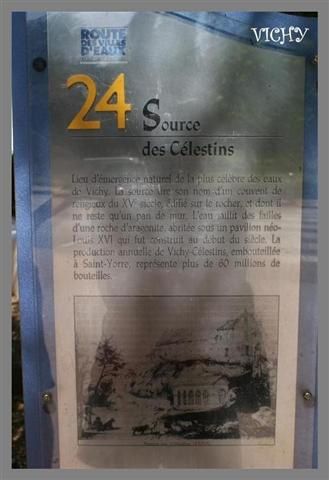 VICHY
ROUTE
DES VILLES
D'EAUX
24 Source
des Célestins
Lieu d'émergence naturel de la plus célèbre des eaux
de Vichy. La source tire son nom d'un couvent de
religieux du XVe siècle, édifié sur le rocher, et dont il
ne reste qu'un pan de mur. L'eau jaillit des failles
d'une roche d'aragonite, abritée sous un pavillon néo-
Louis XVI qui fut construit au début du siècle. La
production annuelle de Vichy-Célestins, embouteillée
à Saint-Yorre, représente plus de 60 millions de
bouteilles.